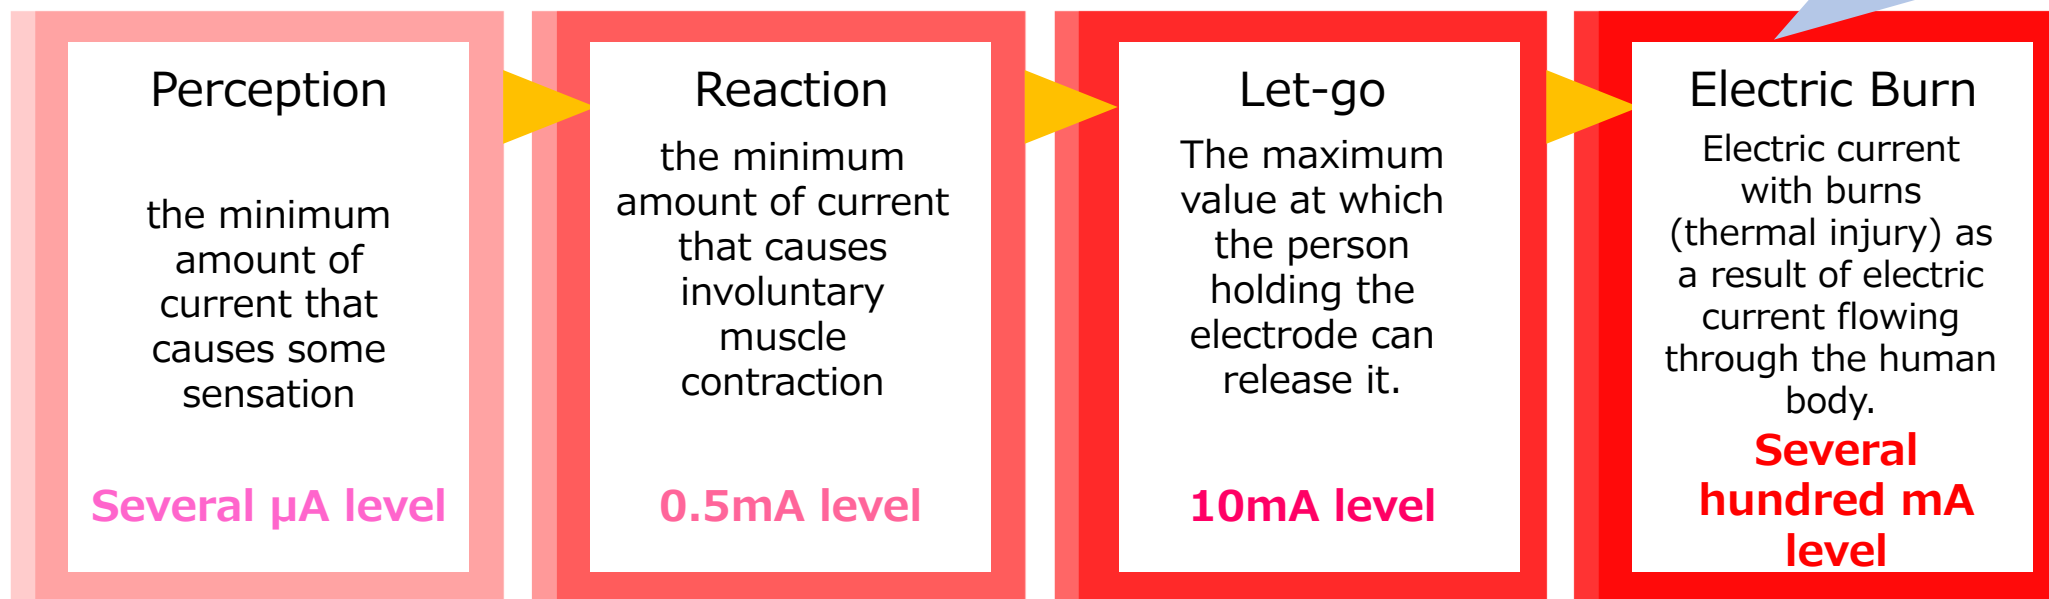 Perception
the minimum
amount of
current that
causes some
sensation
Several μA level
Reaction
the minimum
amount of current
that causes
involuntary
muscle
contraction
0.5mA level
Let-go
The maximum
value at which
the person
holding the
electrode can
release it.
10mA level
Electric Burn
Electric current
with burns
(thermal injury) as
a result of electric
current flowing
through the human
body.
Several
hundred mA
level